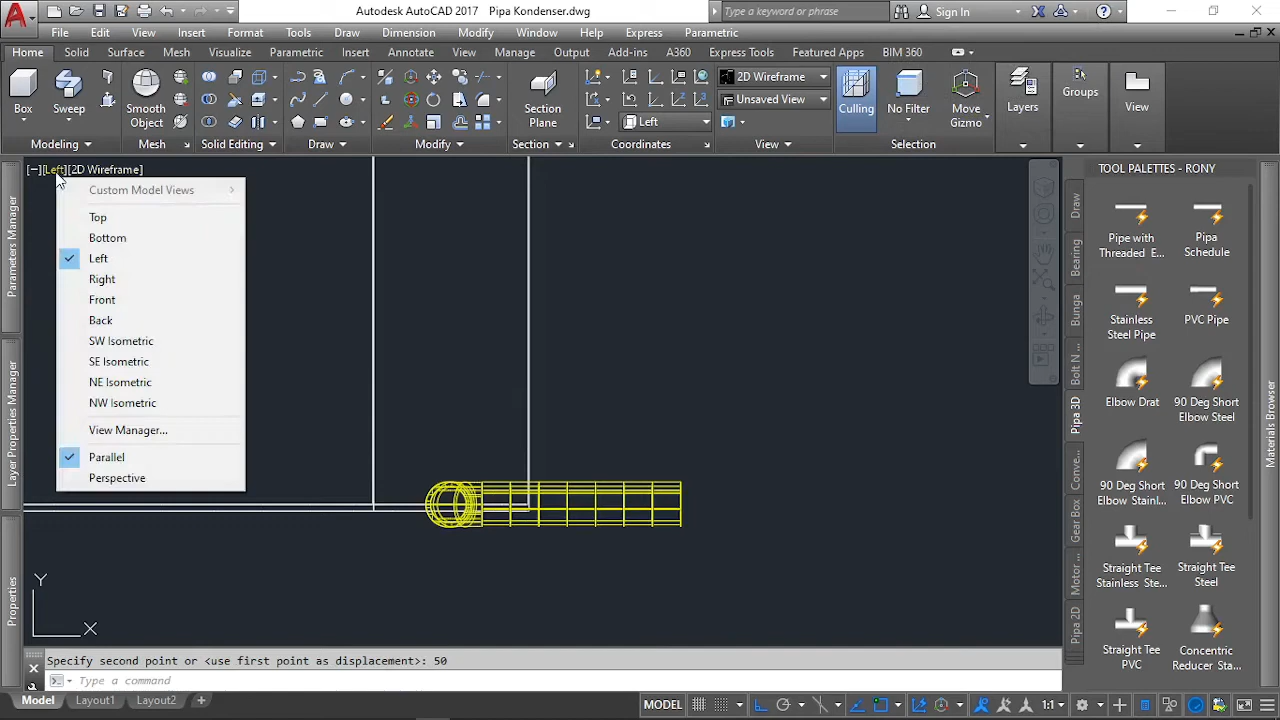 Autodesk AutoCAD 2017 Pipa Kondenser.dwg
Type a keyword or phrase
Sign In
File Edit View Insert Format Tools Draw Dimension Modify Window Help Express Parametric
Home Solid Surface Mesh Visualize Parametric Insert Annotate View Manage Output Add-ins A360 Express Tools Featured Apps BIM 360
Box
Sweep
Smooth
Object
Section
Plane
2D Wireframe
Unsaved View
Left
Culling
No Filter
Move
Gizmo
Layers
Groups
View
Modeling
Mesh
Solid Editing
Draw
Modify
Section
Coordinates
View
Selection
[−][Left][2D Wireframe]
Custom Model Views
Top
Bottom
Left
Right
Front
Back
SW Isometric
SE Isometric
NE Isometric
NW Isometric
View Manager...
Parallel
Perspective
Parameters Manager
Layer Properties Manager
Properties
Y
X
TOOL PALETTES - RONY
Draw
Bearing
Bunga
Bolt N ...
Pipa 3D
Conve...
Gear Box
Motor ...
Pipa 2D
Pipe with
Threaded E...
Pipa
Schedule
Stainless
Steel Pipe
PVC Pipe
Elbow Drat
90 Deg Short
Elbow Steel
90 Deg Short
Elbow Stainl...
90 Deg Short
Elbow PVC
Straight Tee
Stainless Ste...
Straight Tee
Steel
Straight Tee
PVC
Concentric
Reducer Sta...
Materials Browser
Specify second point or <use first point as displacement>: 50
Type a command
Model Layout1 Layout2 +
MODEL
1:1